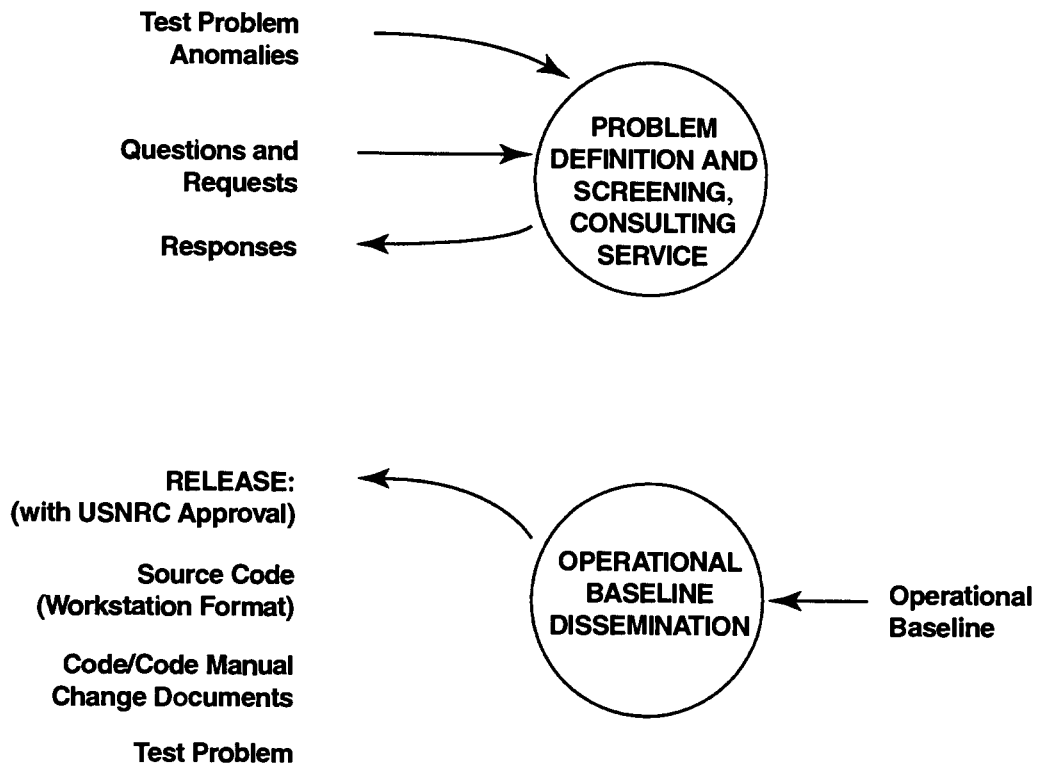 Test Problem
Anomalies
Questions and
Requests
Responses
PROBLEM
DEFINITION AND
SCREENING,
CONSULTING
SERVICE
RELEASE:
(with USNRC Approval)
Source Code
(Workstation Format)
Code/Code Manual
Change Documents
Test Problem
OPERATIONAL
BASELINE
DISSEMINATION
Operational
Baseline